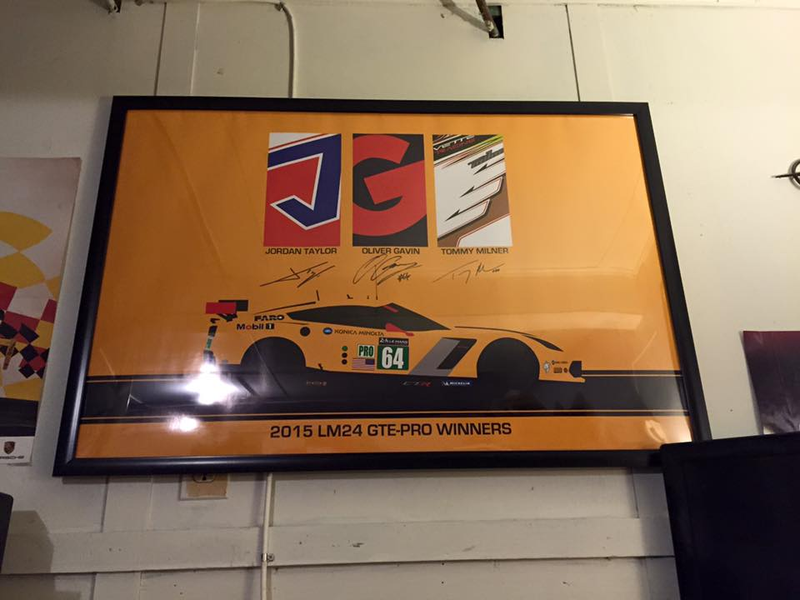 JORDAN TAYLOR
OLIVER GAVIN
TOMMY MILNER
FARO
Mobil 1
KONICA MINOLTA
PRO
64
2015 LM24 GTE-PRO WINNERS